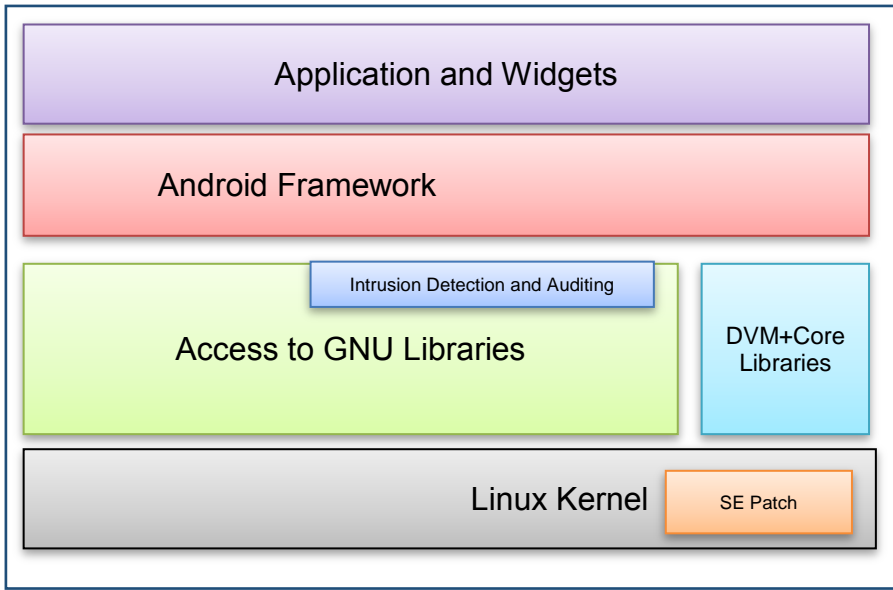 Application and Widgets
Android Framework
Intrusion Detection and Auditing
Access to GNU Libraries
DVM+Core
Libraries
Linux Kernel
SE Patch